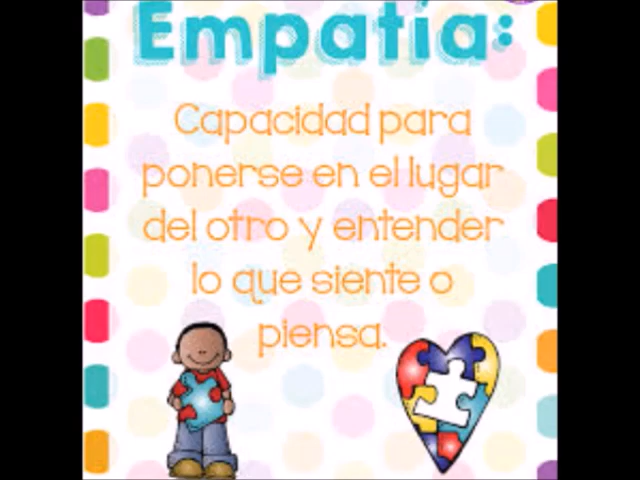 Empatía:
Capacidad para
ponerse en el lugar
del otro y entender
lo que siente o
piensa.